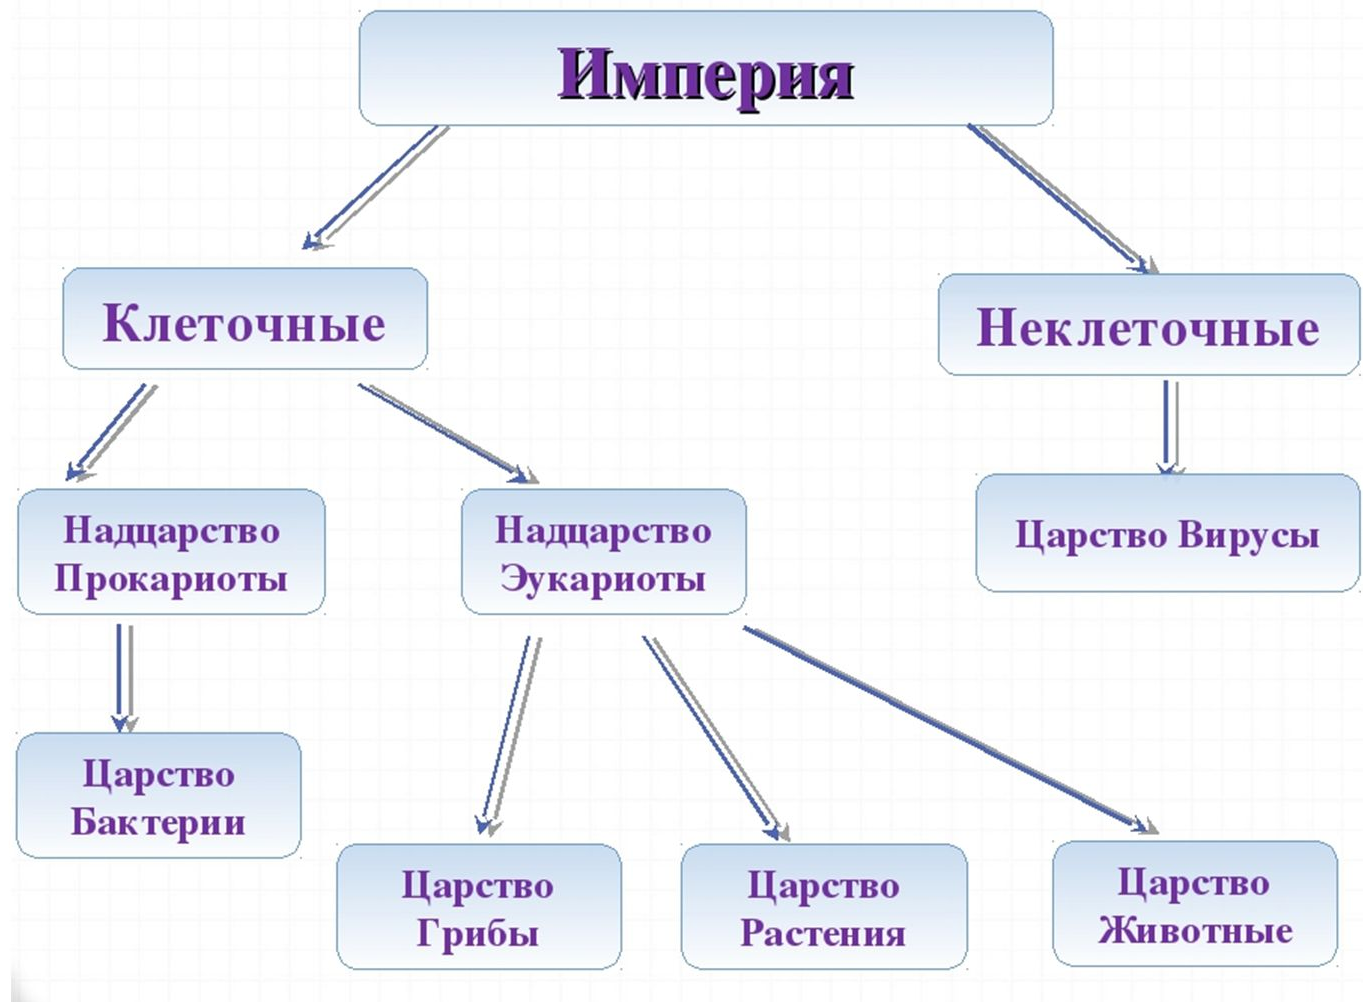 Империя
Клеточные
Неклеточные
Надцарство
Прокариоты
Надцарство
Эукариоты
Царство Вирусы
Царство
Бактерии
Царство
Грибы
Царство
Растения
Царство
Животные